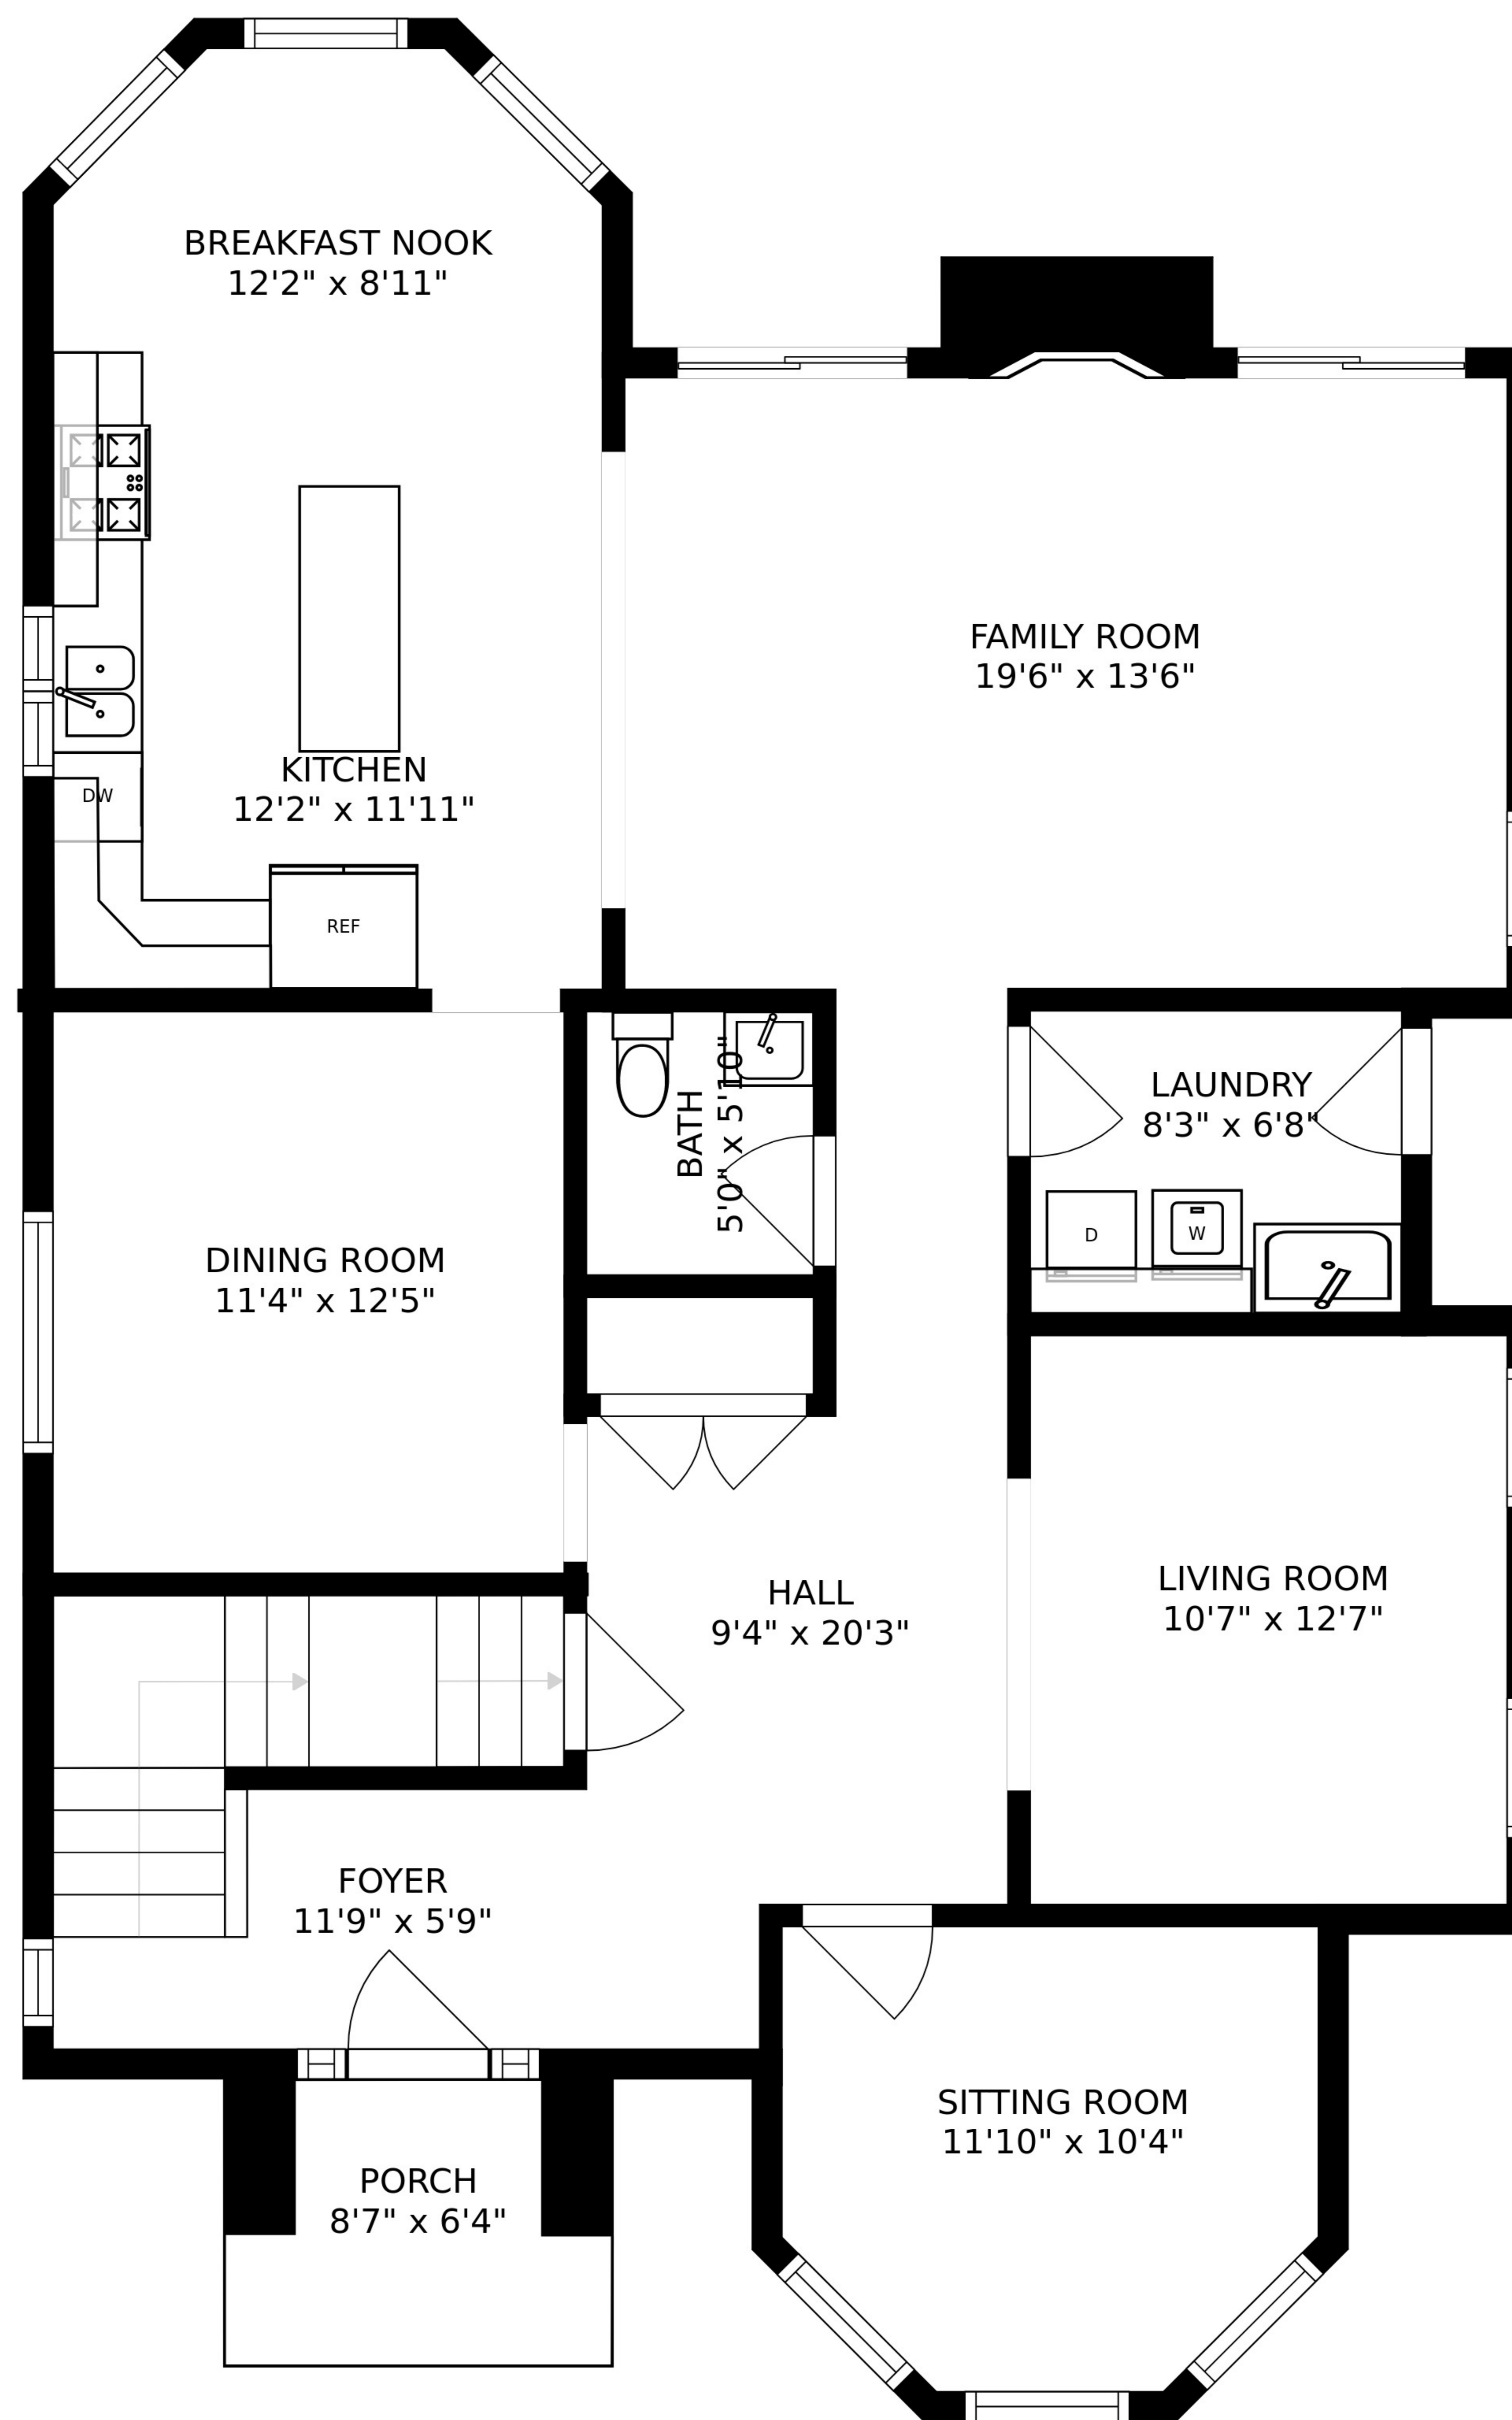 BREAKFAST NOOK
12'2" x 8'11"
FAMILY ROOM
19'6" x 13'6"
KITCHEN
12'2" x 11'11"
DW
REF
BATH
5'0" x 5'10"
LAUNDRY
8'3" x 6'8"
D
W
DINING ROOM
11'4" x 12'5"
HALL
9'4" x 20'3"
LIVING ROOM
10'7" x 12'7"
FOYER
11'9" x 5'9"
SITTING ROOM
11'10" x 10'4"
PORCH
8'7" x 6'4"